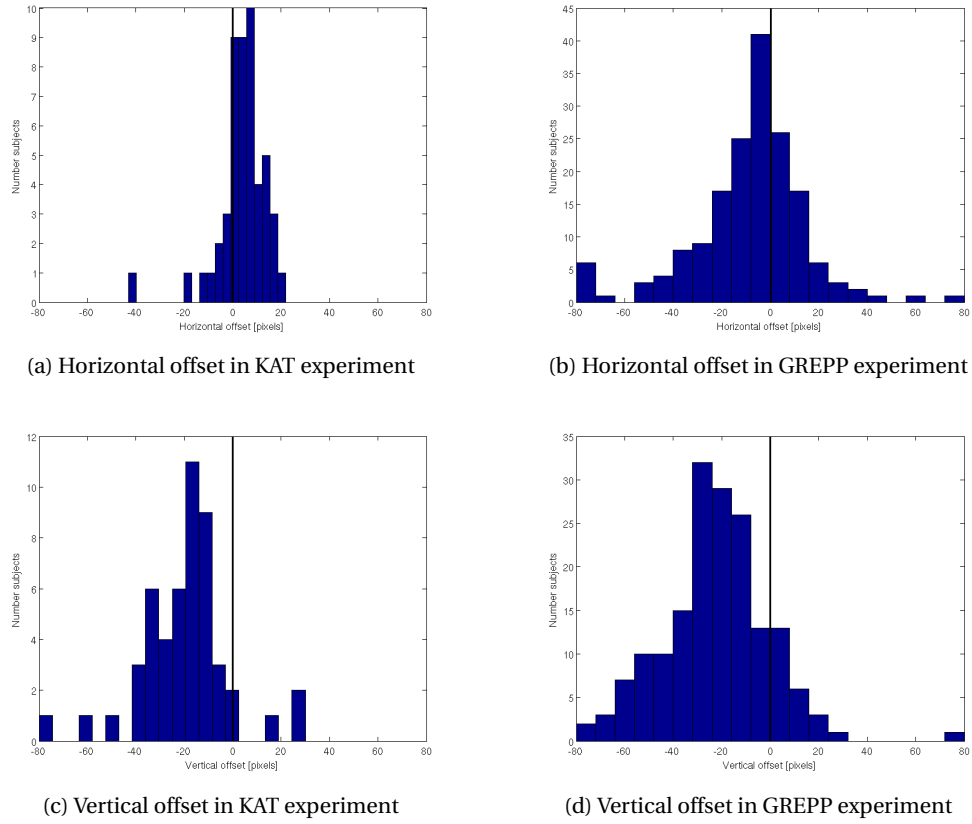 10
9
8
7
6
5
4
3
2
1
0
Number subjects
-80 -60 -40 -20 0 20 40 60 80
Horizontal offset [pixels]
(a) Horizontal offset in KAT experiment
45
40
35
30
25
20
15
10
5
0
Number subjects
-80 -60 -40 -20 0 20 40 60 80
Horizontal offset [pixels]
(b) Horizontal offset in GREPP experiment
12
10
8
6
4
2
0
Number subjects
-80 -60 -40 -20 0 20 40 60 80
Vertical offset [pixels]
(c) Vertical offset in KAT experiment
35
30
25
20
15
10
5
0
Number subjects
-80 -60 -40 -20 0 20 40 60 80
Vertical offset [pixels]
(d) Vertical offset in GREPP experiment